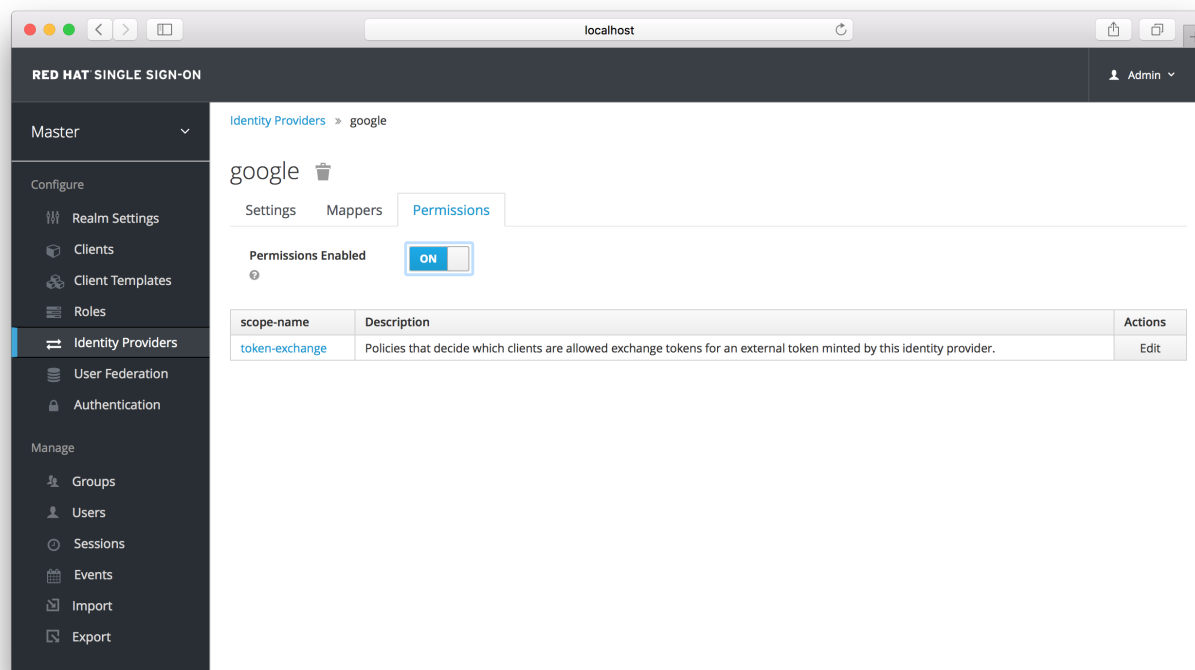 localhost
RED HAT SINGLE SIGN-ON
Admin
Master
Configure
Realm Settings
Clients
Client Templates
Roles
Identity Providers
User Federation
Authentication
Manage
Groups
Users
Sessions
Events
Import
Export
Identity Providers » google
google
Settings Mappers Permissions
Permissions Enabled ON
scope-name Description Actions
token-exchange Policies that decide which clients are allowed exchange tokens for an external token minted by this identity provider. Edit